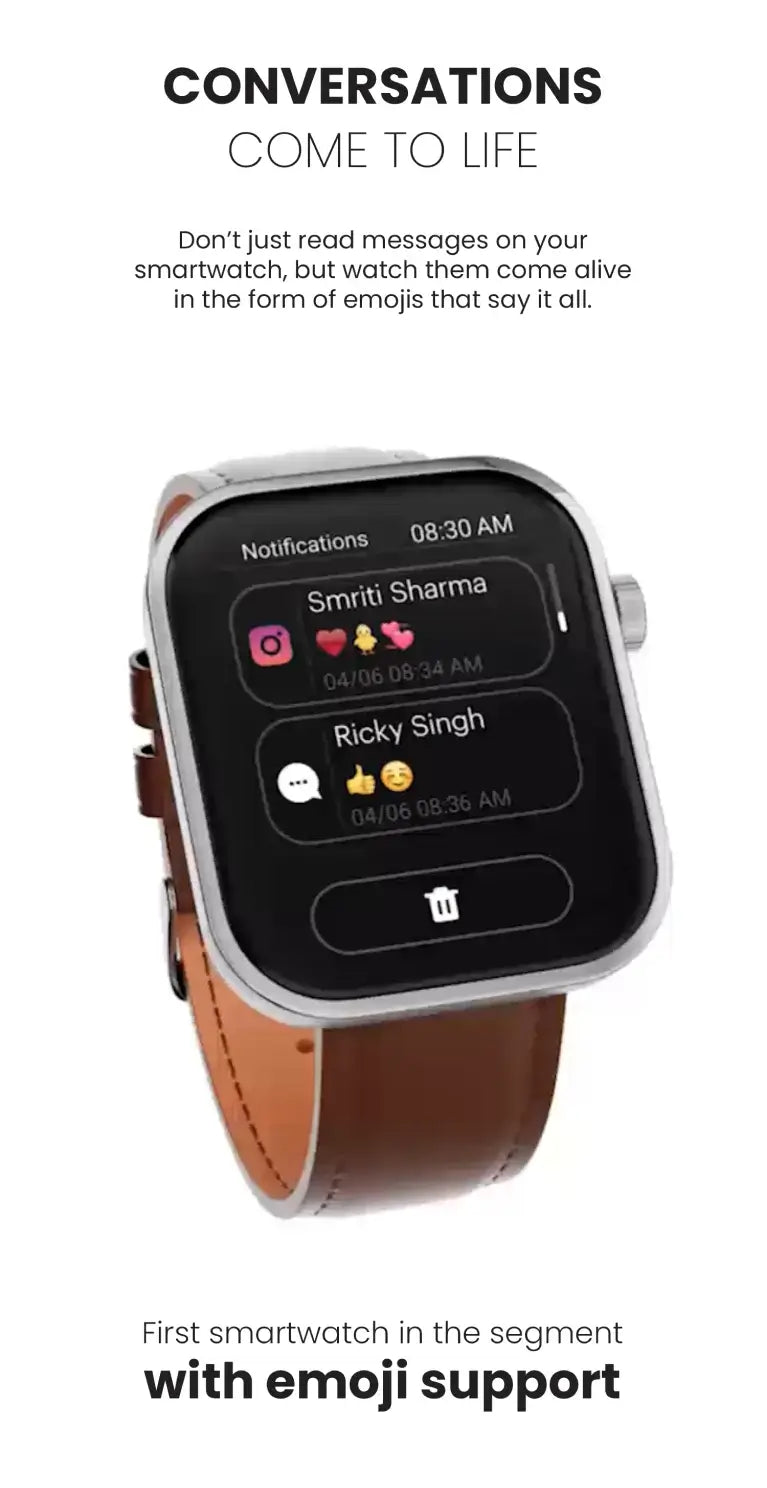 CONVERSATIONS
COME TO LIFE
Don’t just read messages on your
smartwatch, but watch them come alive
in the form of emojis that say it all.
Notifications 08:30 AM
Smriti Sharma
❤️🐥💕
04/06 08:34 AM
Ricky Singh
👍☺️
04/06 08:36 AM
First smartwatch in the segment
with emoji support